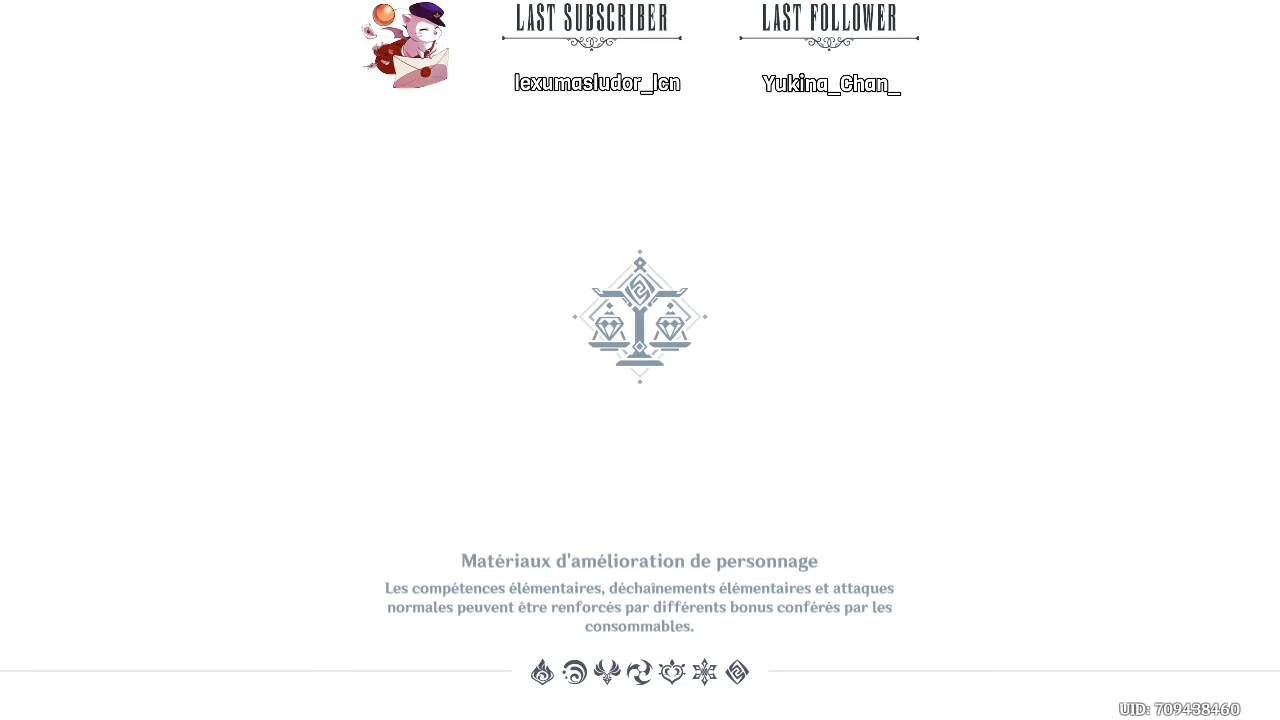 LAST SUBSCRIBER
LAST FOLLOWER
lexumasludor_lcn
Yukina_Chan_
Matériaux d'amélioration de personnage
Les compétences élémentaires, déchaînements élémentaires et attaques
normales peuvent être renforcés par différents bonus conférés par les
consommables.
UID: 709438460